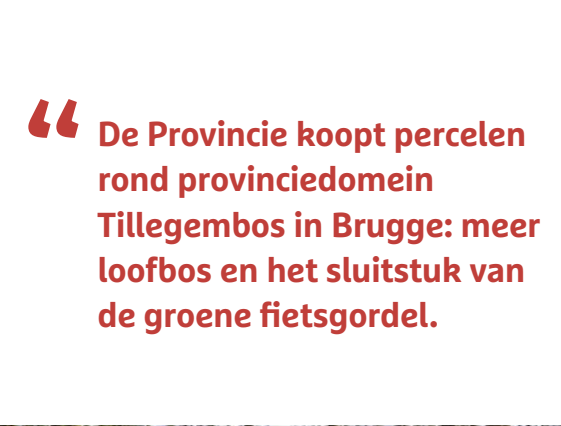 “ De Provincie koopt percelen
rond provinciedomein
Tillegembos in Brugge: meer
loofbos en het sluitstuk van
de groene fietsgordel.